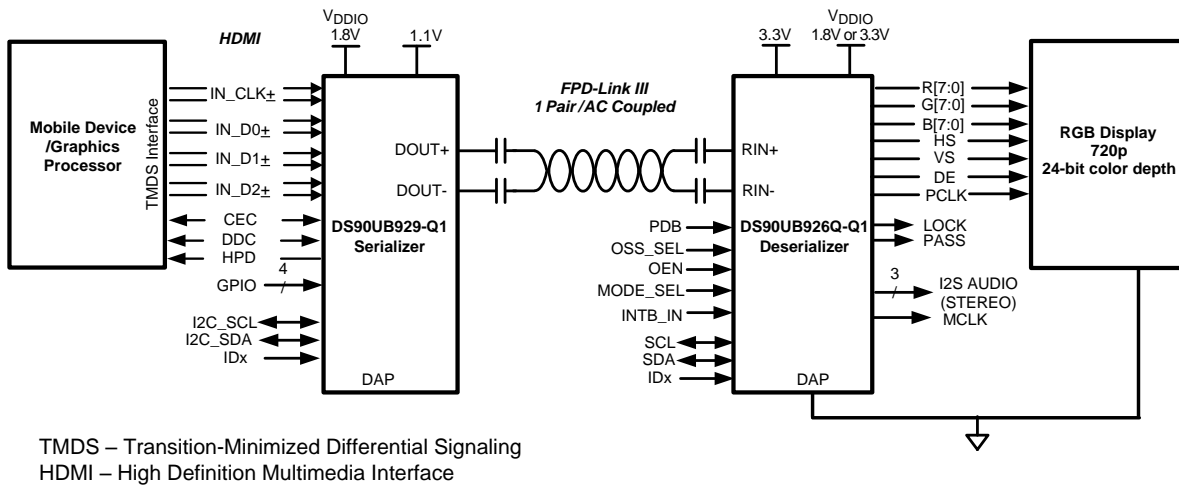 VDDIO
1.8V
1.1V
HDMI
Mobile Device
/Graphics
Processor
TMDS Interface
IN_CLK±
IN_D0±
IN_D1±
IN_D2±
CEC
DDC
HPD
4
GPIO
I2C_SCL
I2C_SDA
IDx
DOUT+
DOUT-
DS90UB929-Q1
Serializer
DAP
FPD-Link III
1 Pair /AC Coupled
3.3V
VDDIO
1.8V or 3.3V
RIN+
RIN-
DS90UB926Q-Q1
Deserializer
PDB
OSS_SEL
OEN
MODE_SEL
INTB_IN
SCL
SDA
IDx
DAP
R[7:0]
G[7:0]
B[7:0]
HS
VS
DE
PCLK
LOCK
PASS
3
I2S AUDIO
(STEREO)
MCLK
RGB Display
720p
24-bit color depth
TMDS – Transition-Minimized Differential Signaling
HDMI – High Definition Multimedia Interface